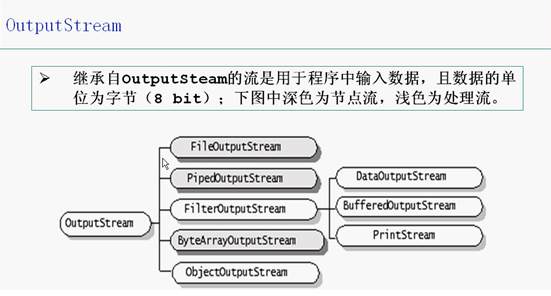 OutputStream
➢ 继承自OutputSteam的流是用于程序中输入数据，且数据的单
位为字节（8 bit）；下图中深色为节点流，浅色为处理流。
FileOutputStream
PipedOutputStream
DataOutputStream
FilterOutputStream
BufferedOutputStream
OutputStream
PrintStream
ByteArrayOutputStream
ObjectOutputStream